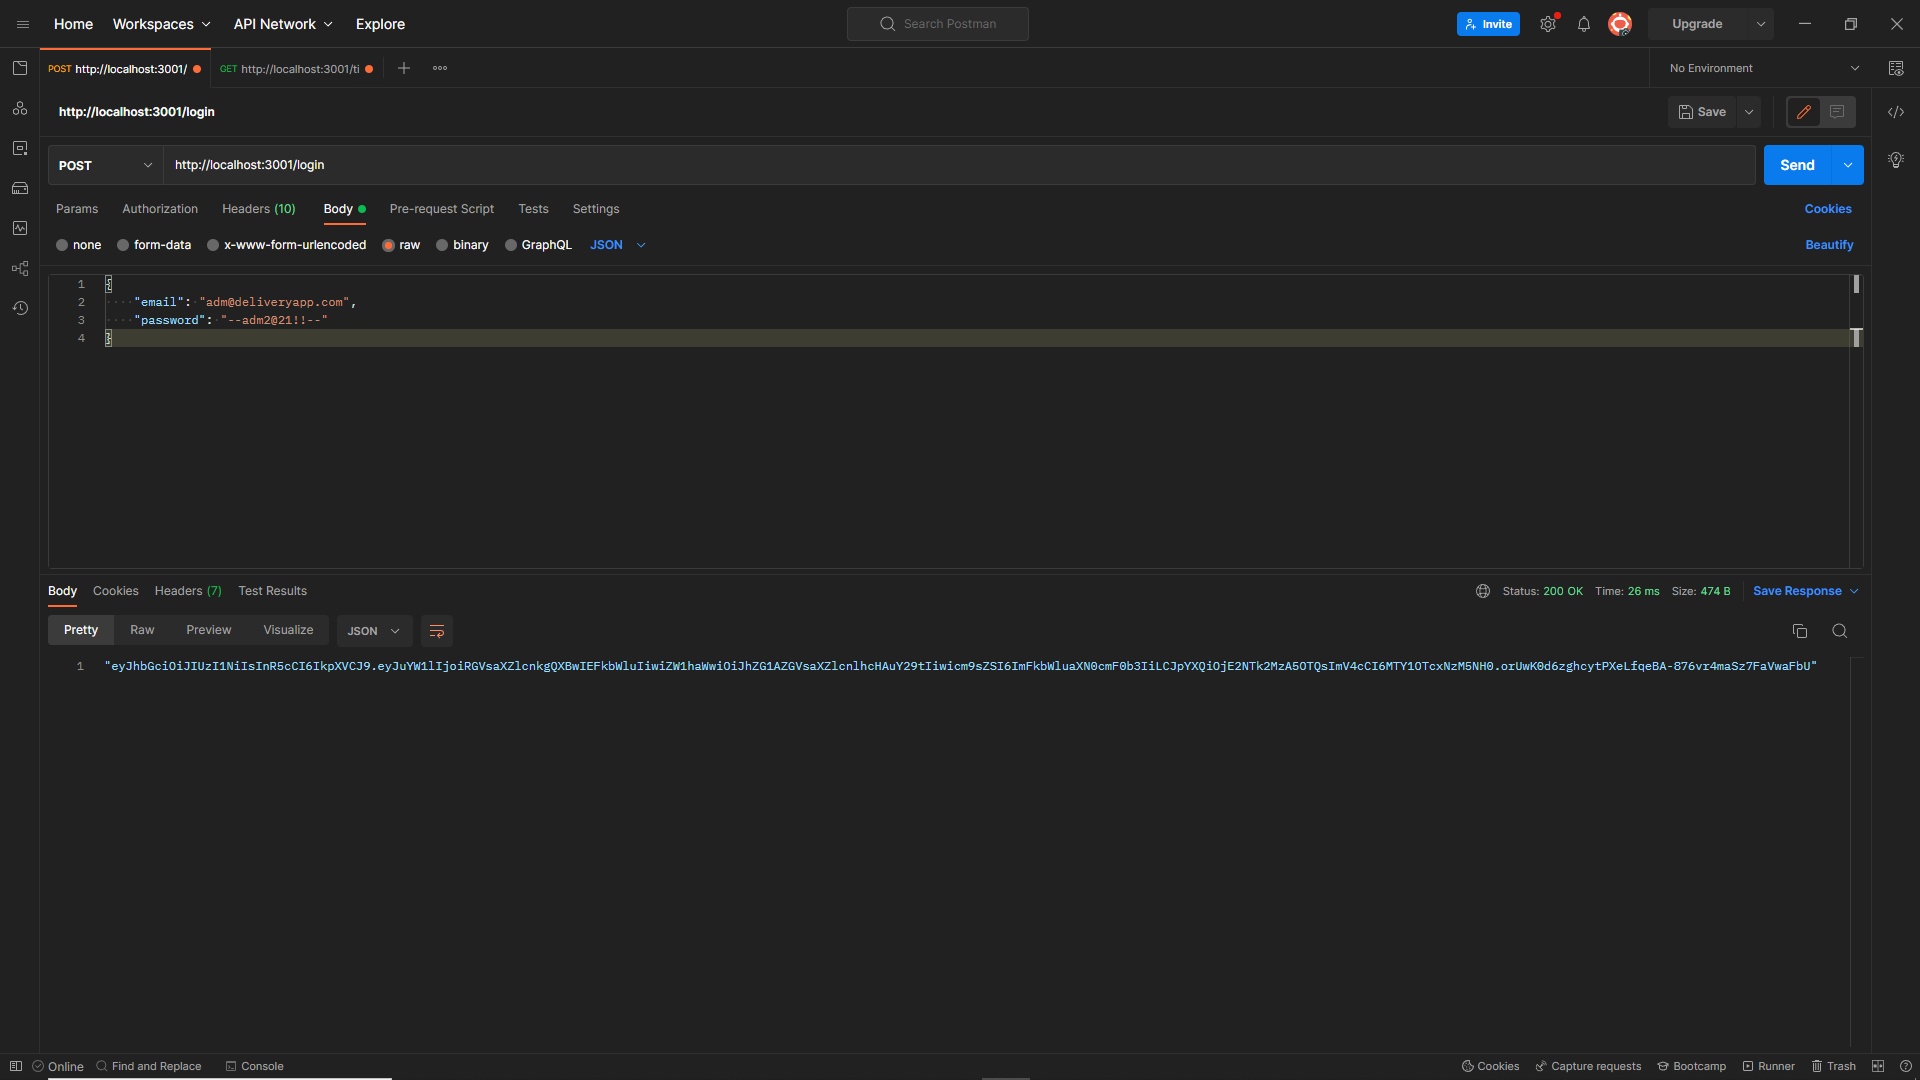 Home Workspaces API Network Explore Search Postman Invite Upgrade
POST http://localhost:3001/ GET http://localhost:3001/ti No Environment
http://localhost:3001/login Save
POST http://localhost:3001/login Send
Params Authorization Headers (10) Body Pre-request Script Tests Settings Cookies
none form-data x-www-form-urlencoded raw binary GraphQL JSON Beautify
1 {
2 "email": "adm@deliveryapp.com",
3 "password": "--adm2@21!!--"
4 }
Body Cookies Headers (7) Test Results Status: 200 OK Time: 26 ms Size: 474 B Save Response
Pretty Raw Preview Visualize JSON
1 "eyJhbGciOiJIUzI1NiIsInR5cCI6IkpXVCJ9.eyJuYW1lIjoiRGVsaXZlcnkgQXBwIEFkbWluIiwiZW1haWwiOiJhZG1AZGVsaXZlcnlhcHAuY29tIiwicm9sZSI6ImFkbWluaXN0cmF0b3IiLCJpYXQiOjE2NTk2MzA5OTQsImV4cCI6MTY1OTcxNzM5NH0.orUwK0d6zghcytPXeLfqeBA-876vr4maSz7FaVwaFbU"
Online Find and Replace Console Cookies Capture requests Bootcamp Runner Trash